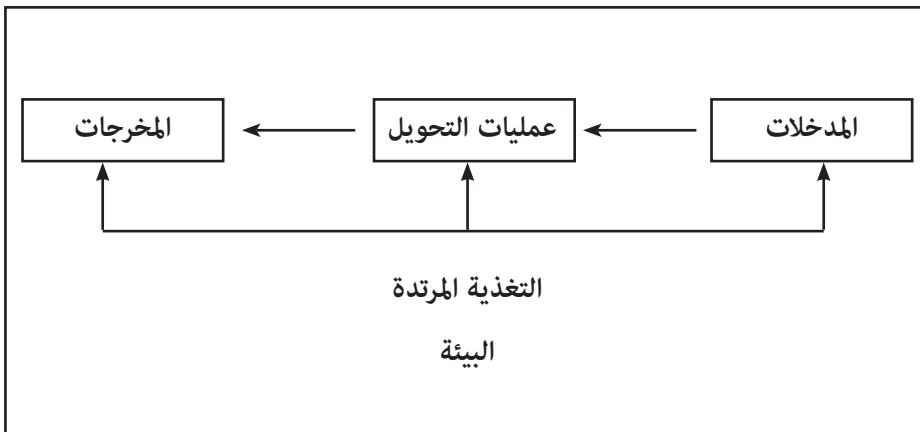 المدخلات
عمليات التحويل
المخرجات
التغذية المرتدة
البيئة